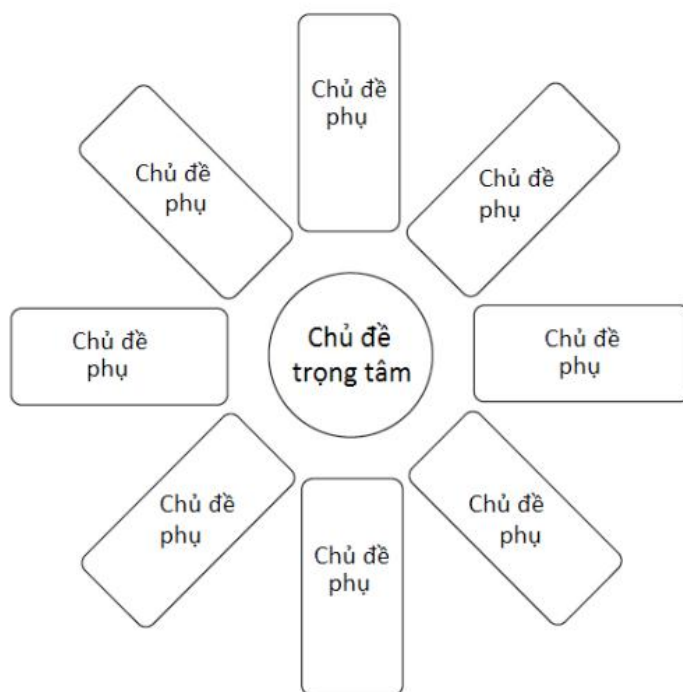 Chủ đề
phụ
Chủ đề
phụ
Chủ đề
phụ
Chủ đề
phụ
Chủ đề
trọng tâm
Chủ đề
phụ
Chủ đề
phụ
Chủ đề
phụ
Chủ đề
phụ